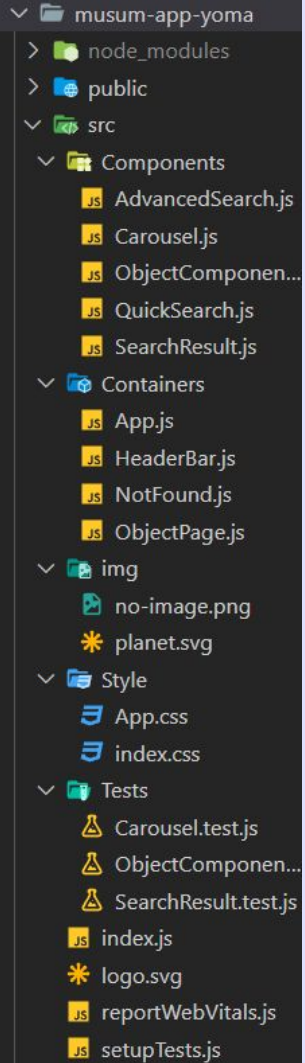 musum-app-yoma
node_modules
public
src
Components
AdvancedSearch.js
Carousel.js
ObjectComponen...
QuickSearch.js
SearchResult.js
Containers
App.js
HeaderBar.js
NotFound.js
ObjectPage.js
img
no-image.png
planet.svg
Style
App.css
index.css
Tests
Carousel.test.js
ObjectComponen...
SearchResult.test.js
index.js
logo.svg
reportWebVitals.js
setupTests.js